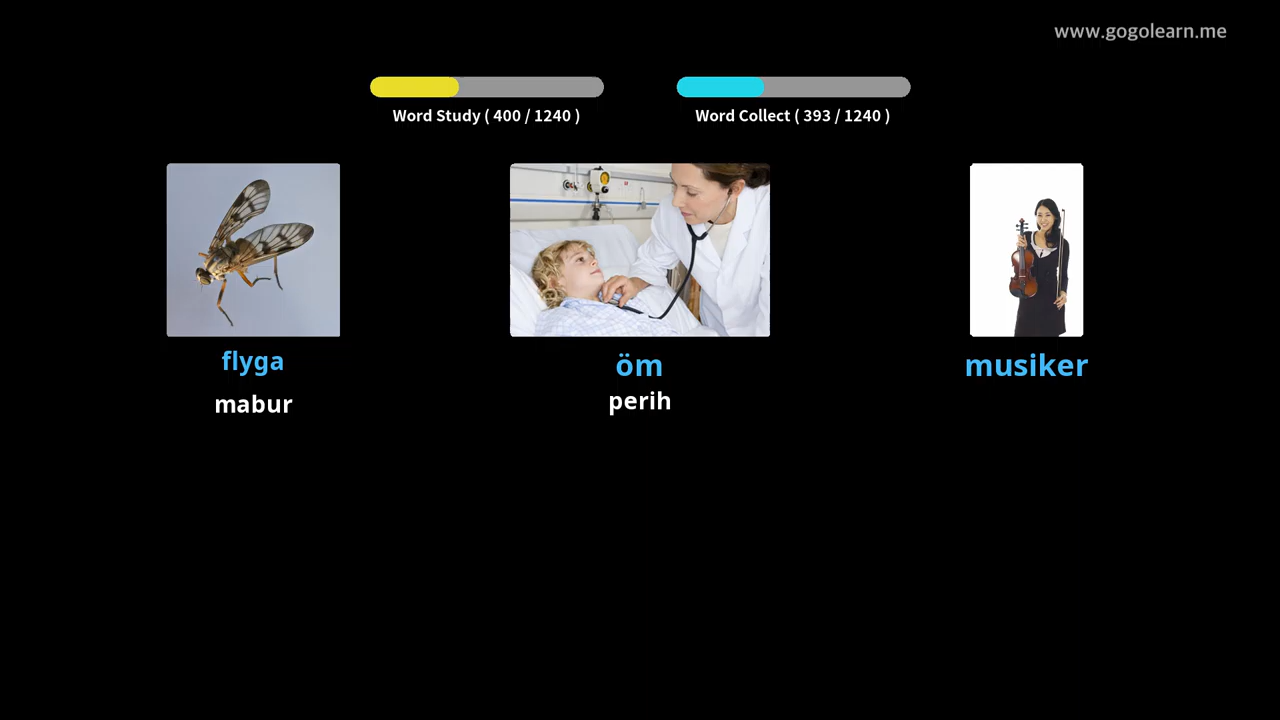 www.gogolearn.me
Word Study ( 400 / 1240 )
Word Collect ( 393 / 1240 )
flyga
mabur
öm
perih
musiker